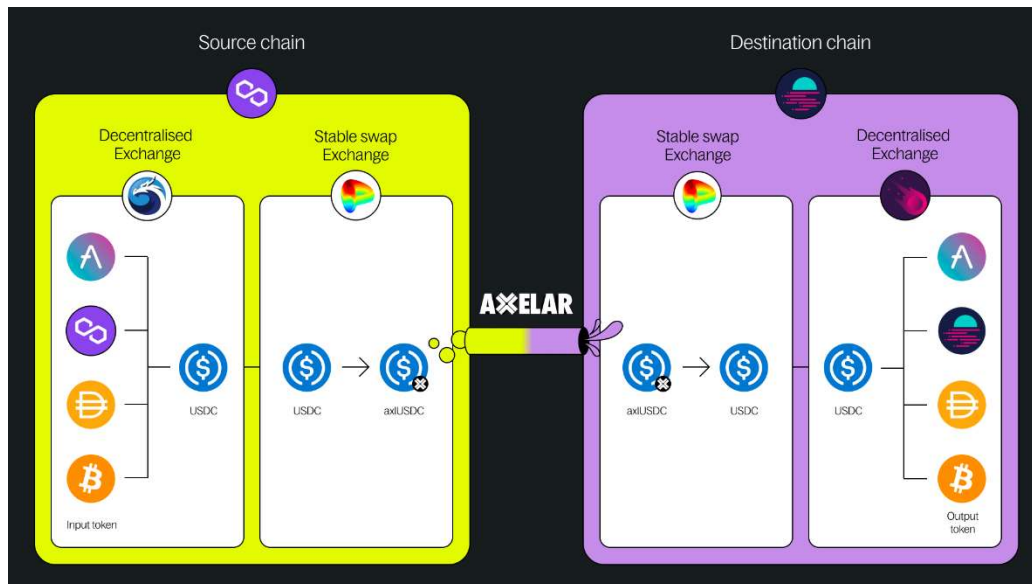 Source chain
Destination chain
Decentralised
Exchange
Stable swap
Exchange
Stable swap
Exchange
Decentralised
Exchange
AXELAR
USDC
USDC
axlUSDC
axlUSDC
USDC
USDC
Input token
Output
token